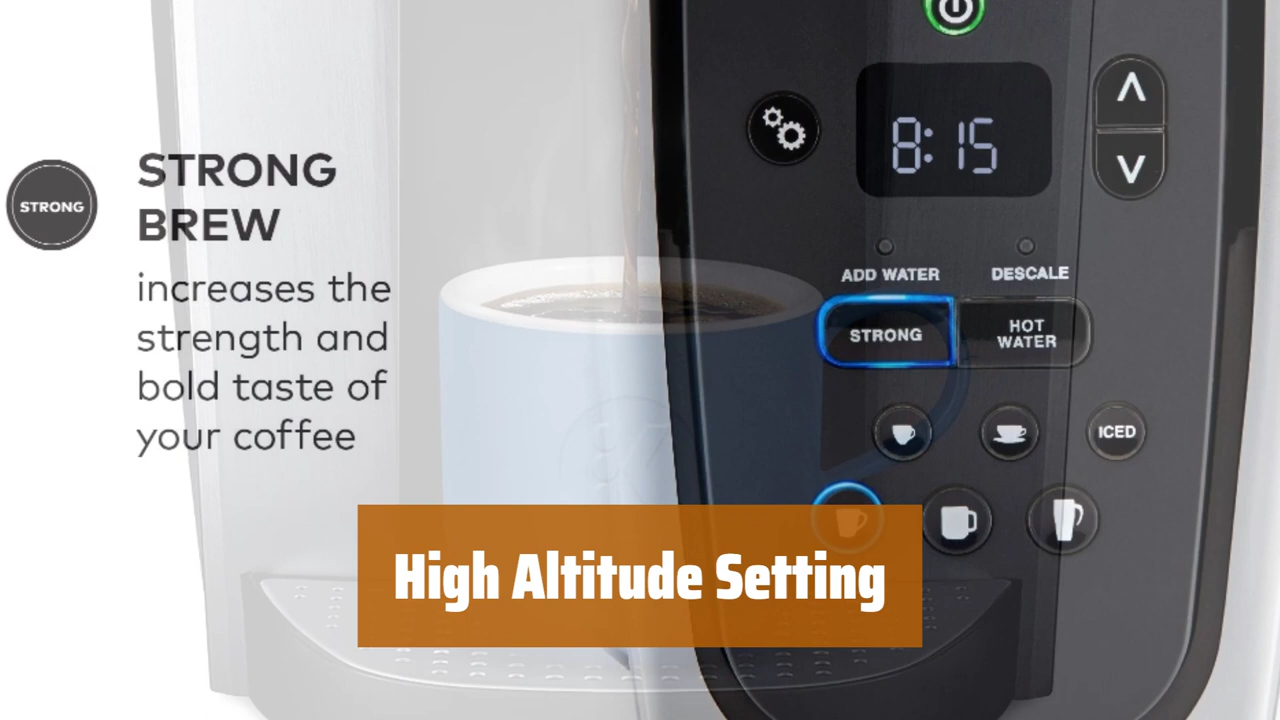 STRONG
STRONG
BREW
increases the
strength and
bold taste of
your coffee
8:15
ADD WATER
DESCALE
STRONG
HOT
WATER
ICED
High Altitude Setting